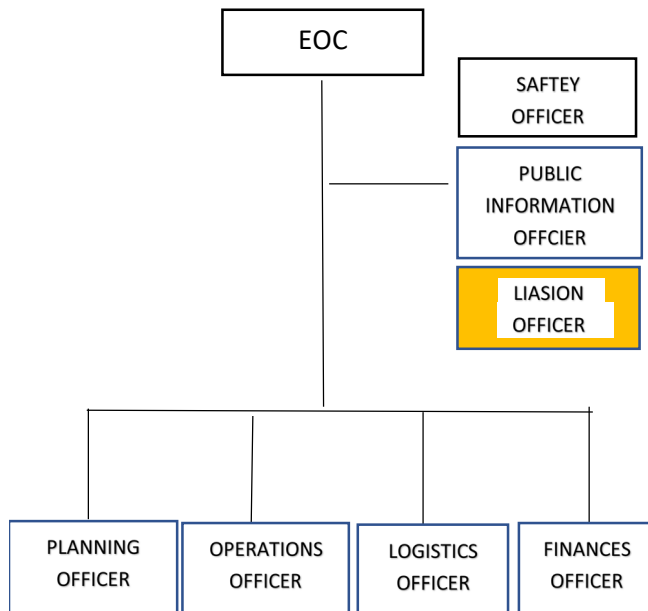 EOC
SAFTEY
OFFICER
PUBLIC
INFORMATION
OFFCIER
LIASION
OFFICER
PLANNING
OFFICER
OPERATIONS
OFFICER
LOGISTICS
OFFICER
FINANCES
OFFICER